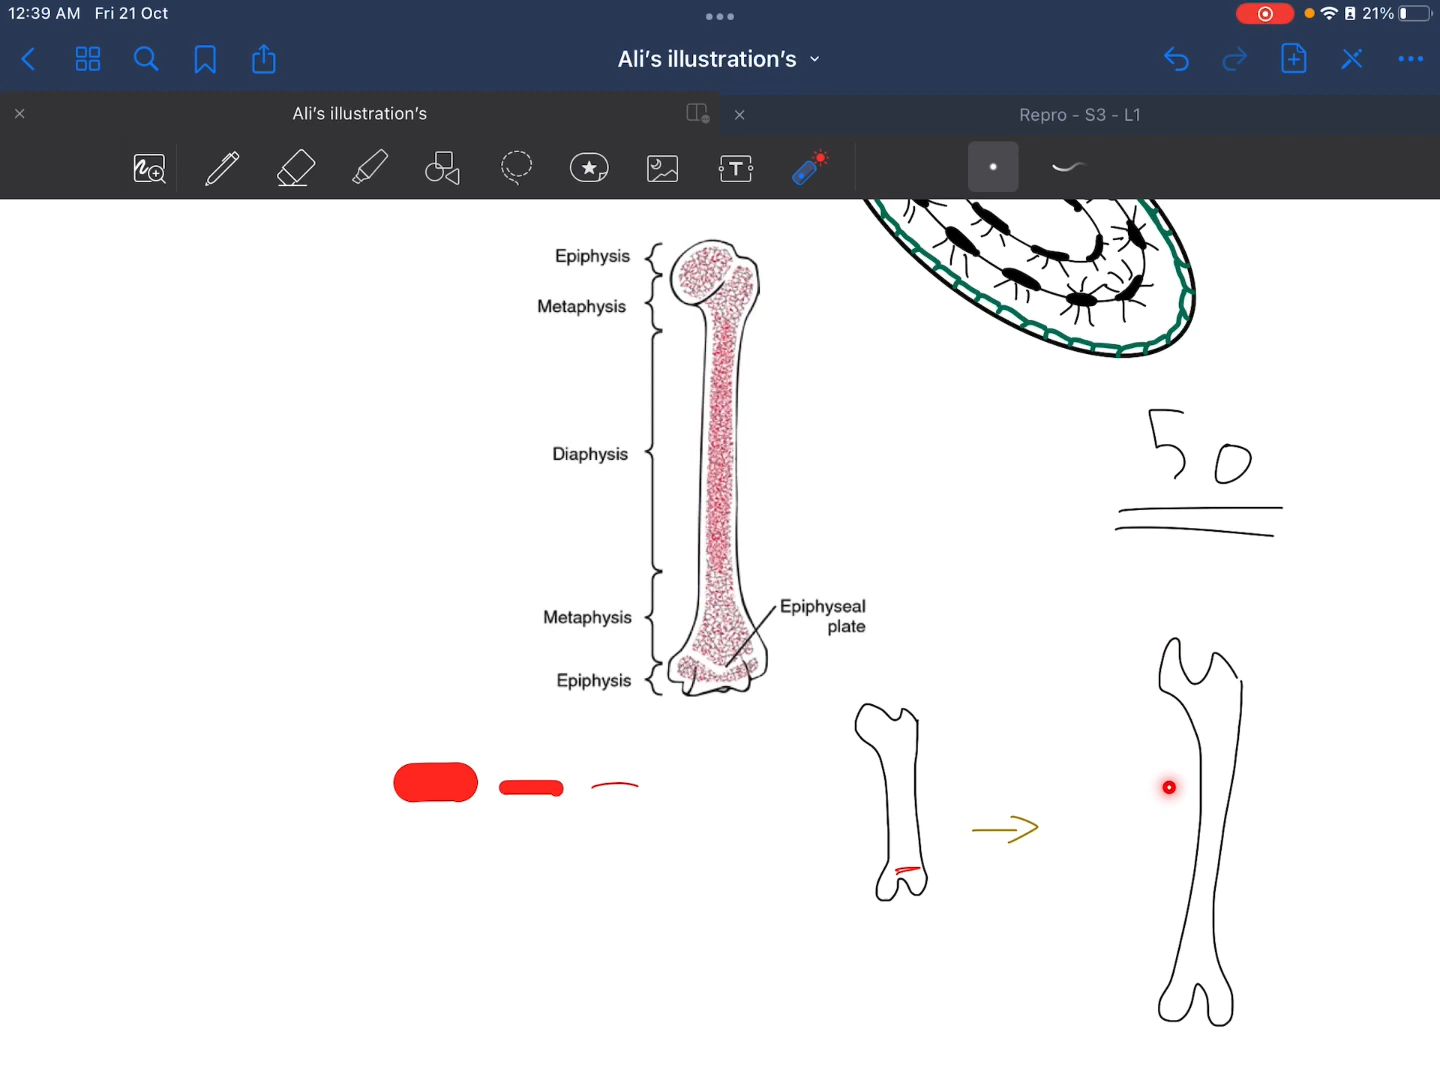 12:39 AM Fri 21 Oct
21%
Ali's illustration's
Ali's illustration's
Repro - S3 - L1
T
Epiphysis
Metaphysis
Diaphysis
50
Epiphyseal
plate
Metaphysis
Epiphysis